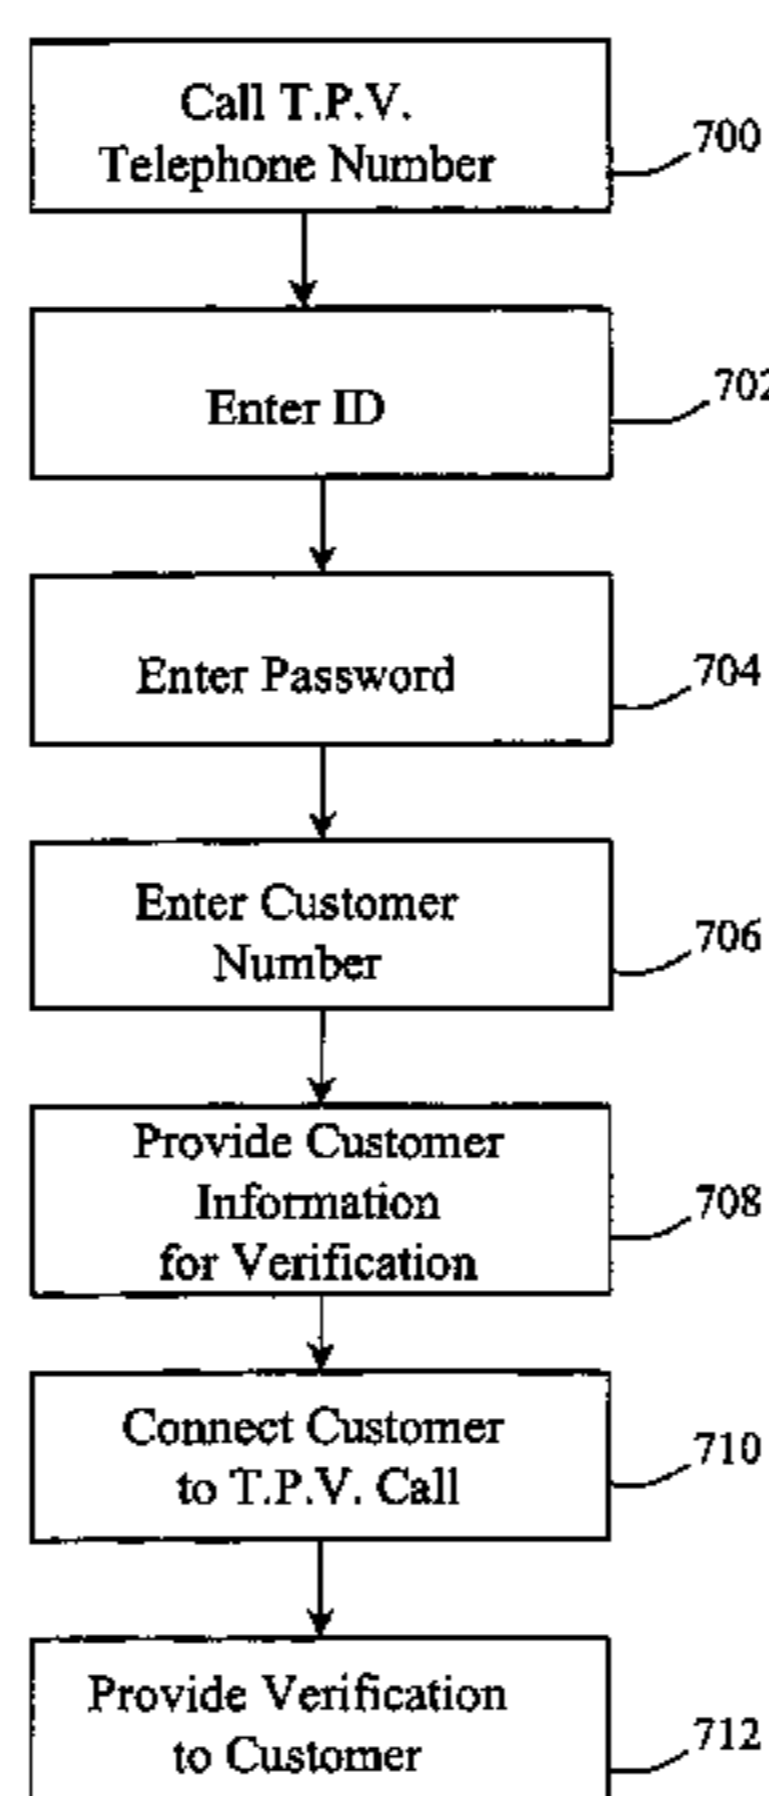 Call T.P.V.
Telephone Number
700
Enter ID
702
Enter Password
704
Enter Customer
Number
706
Provide Customer
Information
for Verification
708
Connect Customer
to T.P.V. Call
710
Provide Verification
to Customer
712